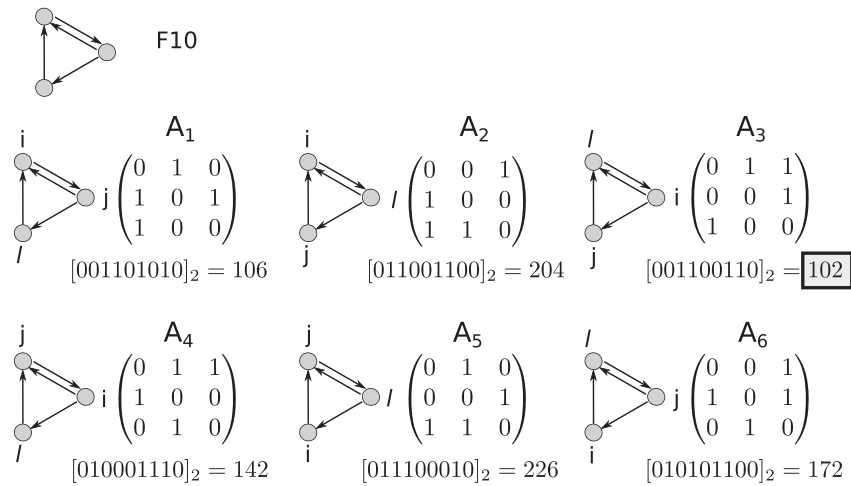 F10
A₁
i
j
l
0 1 0
1 0 1
1 0 0
[001101010]₂ = 106
A₂
i
l
j
0 0 1
1 0 0
1 1 0
[011001100]₂ = 204
A₃
l
i
j
0 1 1
0 0 1
1 0 0
[001100110]₂ = 102
A₄
j
i
l
0 1 1
1 0 0
0 1 0
[010001110]₂ = 142
A₅
j
l
i
0 1 0
0 0 1
1 1 0
[011100010]₂ = 226
A₆
l
j
i
0 0 1
1 0 1
0 1 0
[010101100]₂ = 172